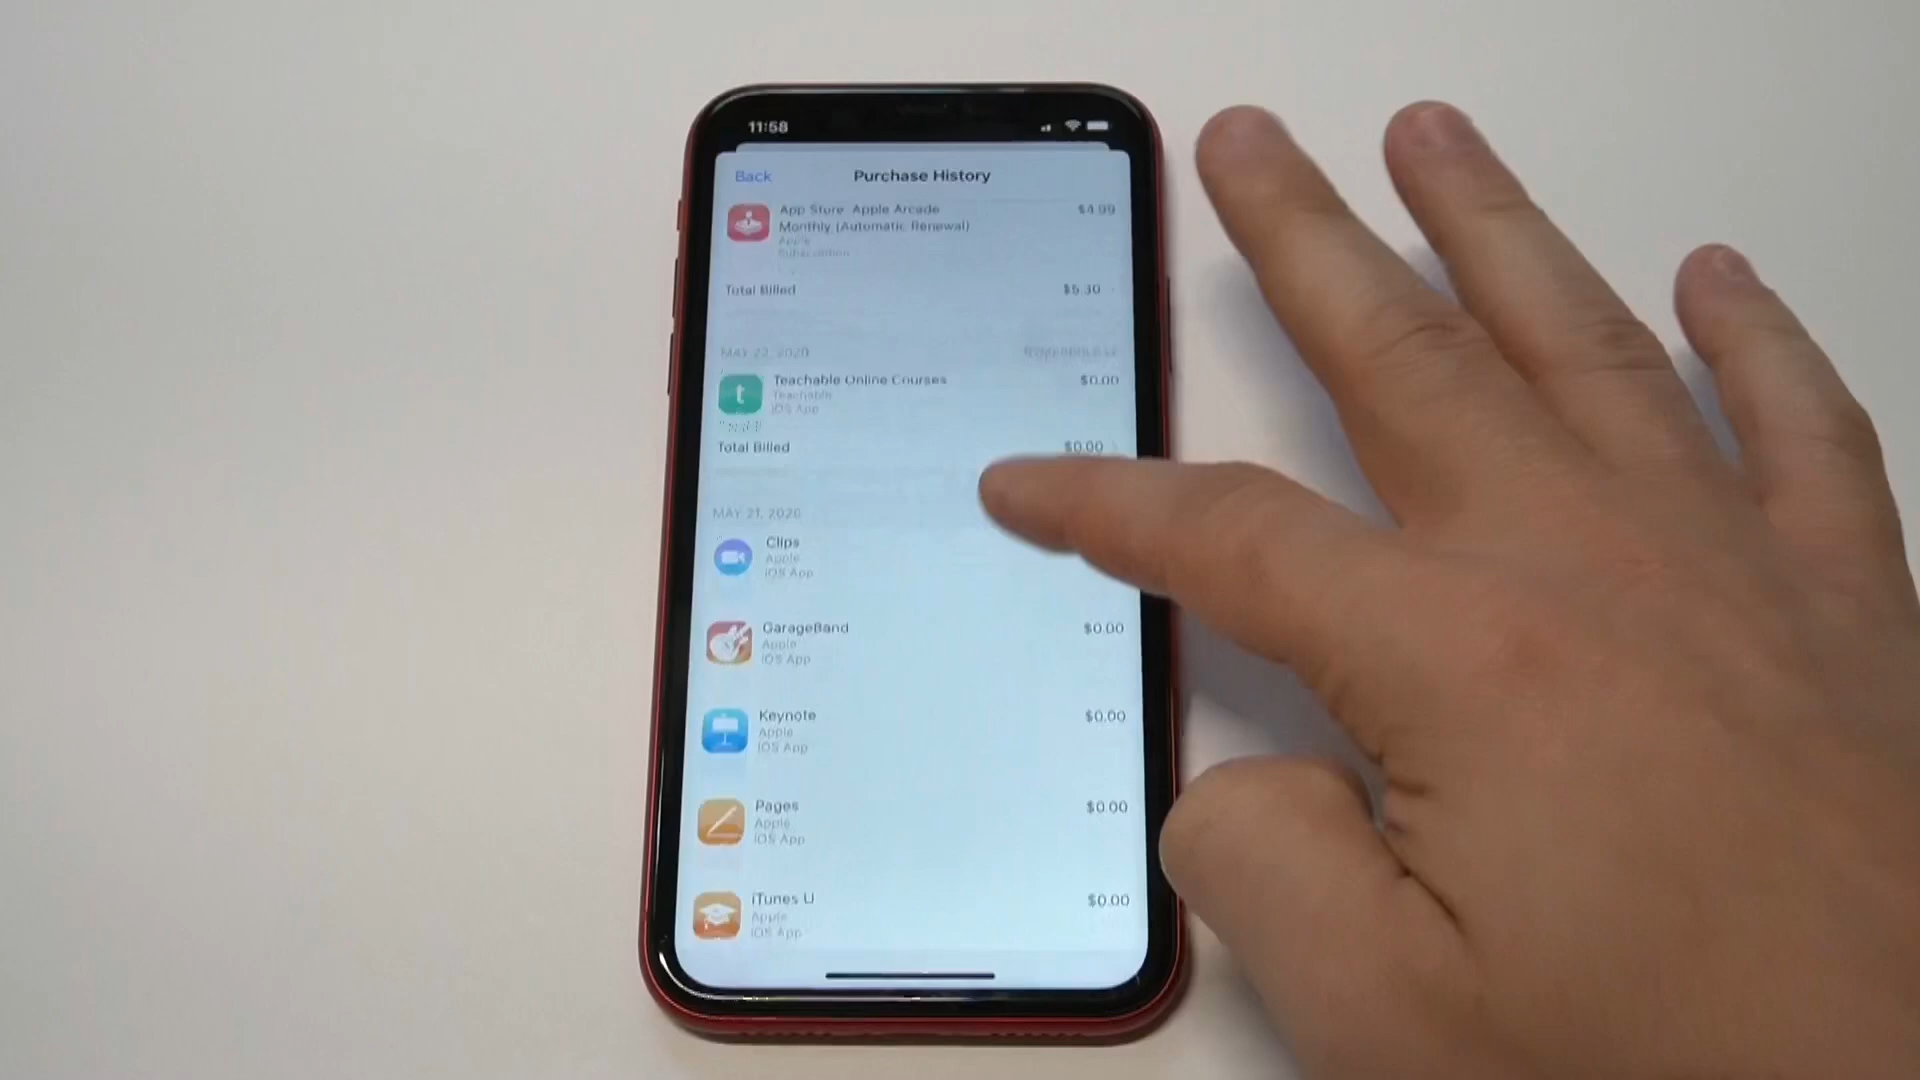 11:58
Back Purchase History
App Store Apple Arcade $4.99
Monthly (Automatic Renewal)
Apple
Subscription
Total Billed $5.30
MAY 22, 2020
t Teachable Online Courses $0.00
Teachable
iOS App
Total Billed $0.00
MAY 21, 2020
Clips
Apple
iOS App
GarageBand $0.00
Apple
iOS App
Keynote $0.00
Apple
iOS App
Pages $0.00
Apple
iOS App
iTunes U $0.00
Apple
iOS App